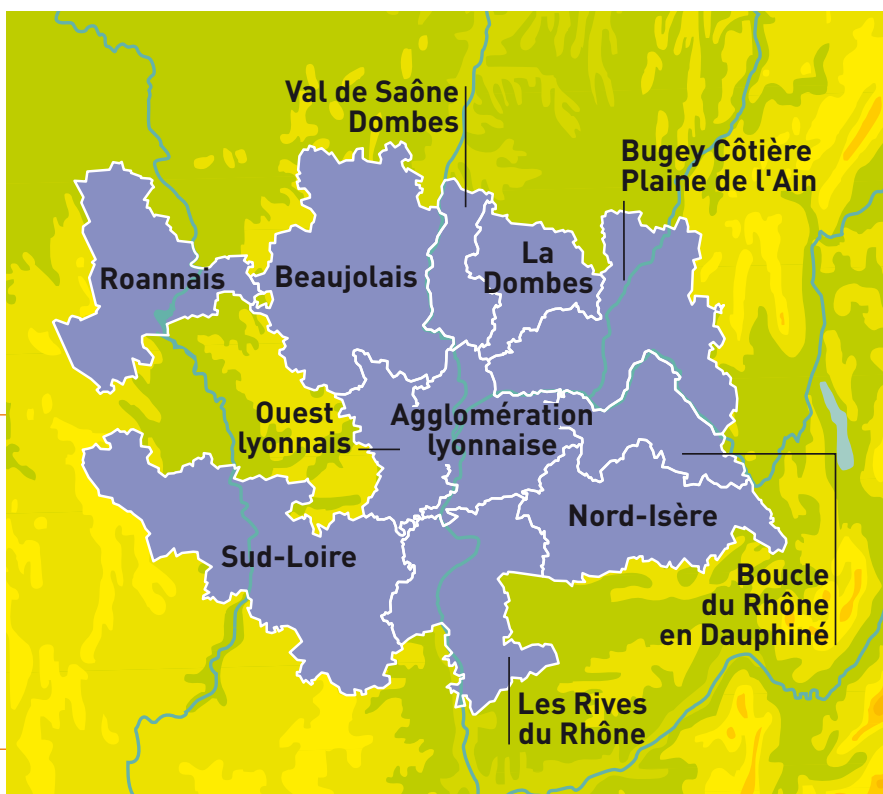 Val de Saône
Dombes
Bugey Côtière
Plaine de l'Ain
La
Dombes
Roannais
Beaujolais
Ouest
lyonnais
Agglomération
lyonnaise
Nord-Isère
Sud-Loire
Boucle
du Rhône
en Dauphiné
Les Rives
du Rhône